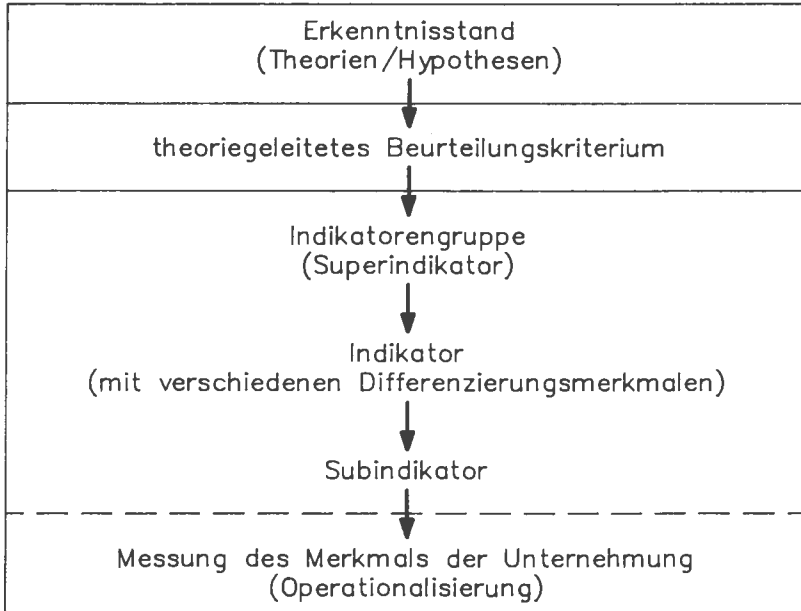 Erkenntnisstand
(Theorien/Hypothesen)
theoriegeleitetes Beurteilungskriterium
Indikatorengruppe
(Superindikator)
Indikator
(mit verschiedenen Differenzierungsmerkmalen)
Subindikator
Messung des Merkmals der Unternehmung
(Operationalisierung)